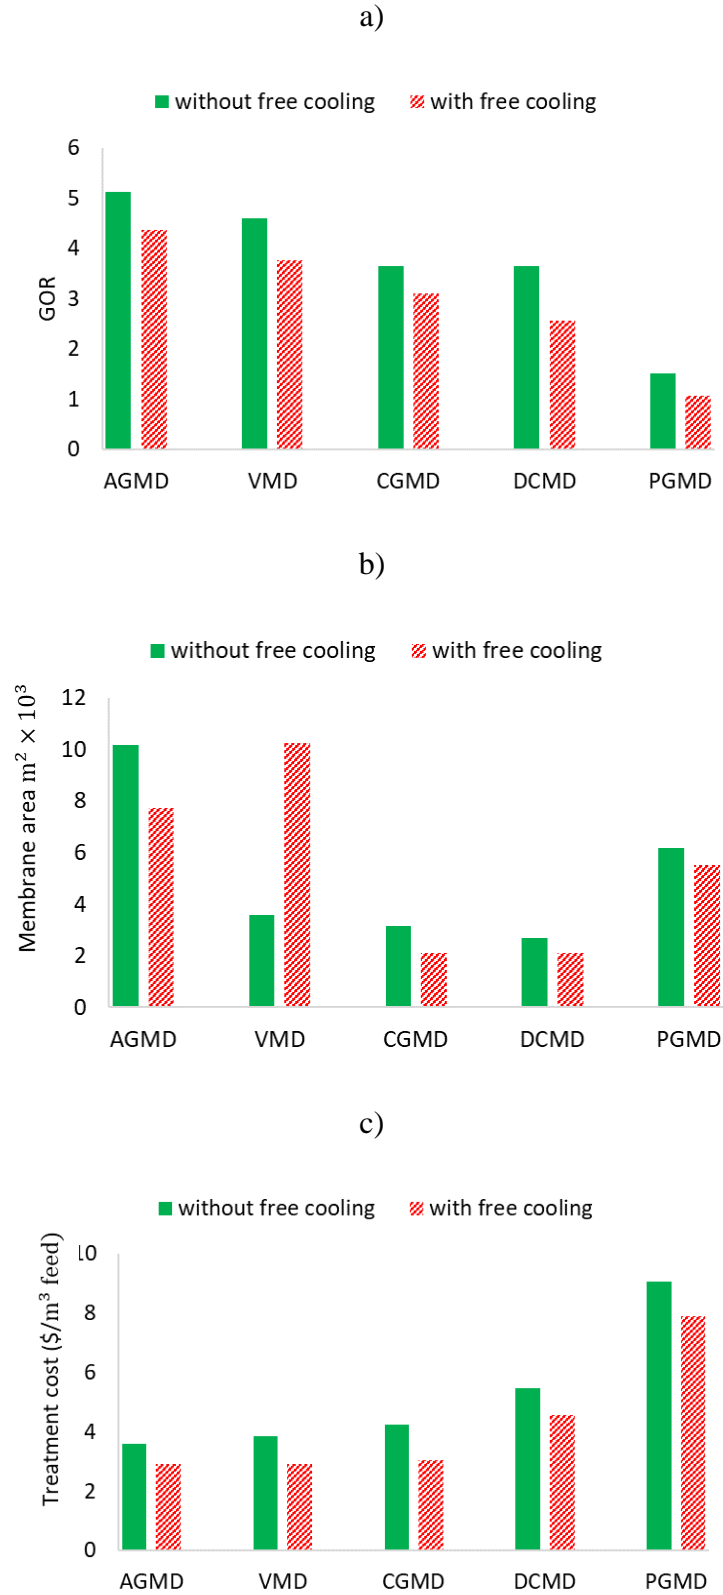 a)
without free cooling with free cooling
6
5
4
3
2
1
0
GOR
AGMD VMD CGMD DCMD PGMD
b)
without free cooling with free cooling
12
10
8
6
4
2
0
Membrane area m² × 10³
AGMD VMD CGMD DCMD PGMD
c)
without free cooling with free cooling
10
8
6
4
2
0
Treatment cost ($/m³ feed)
AGMD VMD CGMD DCMD PGMD